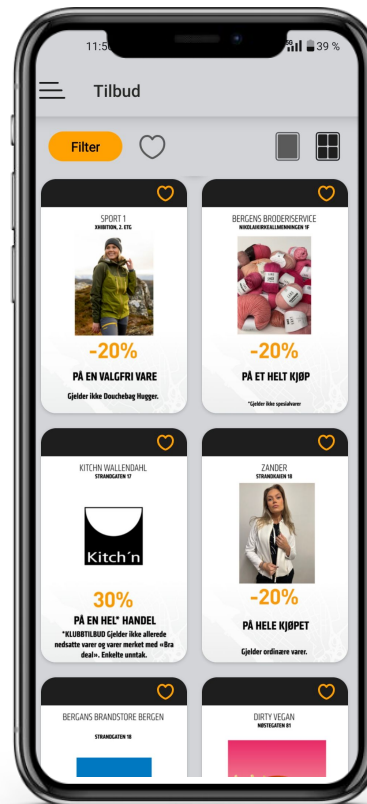 11:50
5G 39 %
Tilbud
Filter
SPORT 1
XHIBITION, 2. ETG
-20%
PÅ EN VALGFRI VARE
Gjelder ikke Douchebag Hugger.
BERGENS BRODERISERVICE
NIKOLAIKIRKEALLMENNINGEN 1F
-20%
PÅ ET HELT KJØP
*Gjelder ikke spesialvarer
KITCHN WALLENDAHL
STRANDGATEN 17
Kitch´n
30%
PÅ EN HEL* HANDEL
*KLUBBTILBUD Gjelder ikke allerede
nedsatte varer og varer merket med «Bra
deal». Enkelte unntak.
ZANDER
STRANDKAIEN 18
-20%
PÅ HELE KJØPET
Gjelder ordinære varer.
BERGANS BRANDSTORE BERGEN
STRANDGATEN 18
DIRTY VEGAN
NØSTEGATEN 81